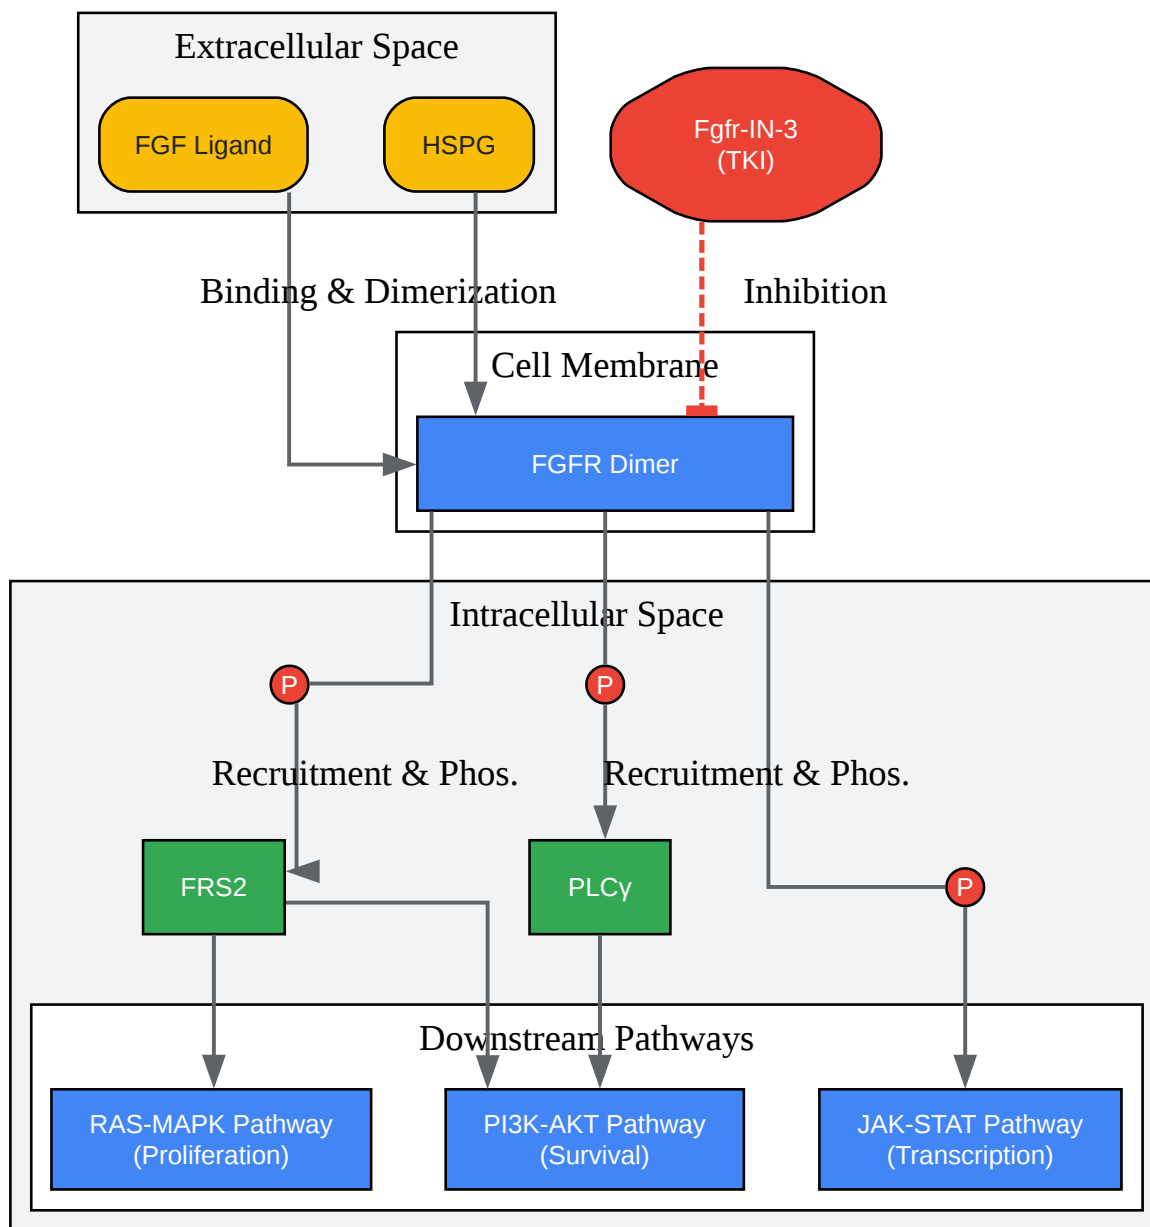 Extracellular Space
FGF Ligand
HSPG
Fgfr-IN-3
(TKI)
Binding & Dimerization
Inhibition
Cell Membrane
FGFR Dimer
Intracellular Space
P
P
Recruitment & Phos.
Recruitment & Phos.
FRS2
PLCγ
P
Downstream Pathways
RAS-MAPK Pathway
(Proliferation)
PI3K-AKT Pathway
(Survival)
JAK-STAT Pathway
(Transcription)